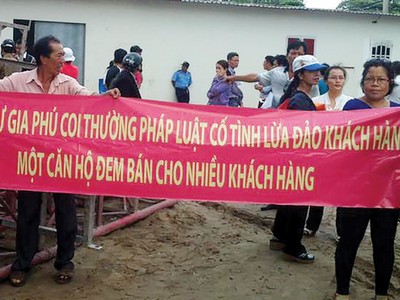 Ư GIA PHÚ COI THƯỜNG PHÁP LUẬT CỐ TÌNH LỪA ĐẢO KHÁCH HÀN
MỘT CĂN HỘ ĐEM BÁN CHO NHIỀU KHÁCH HÀNG